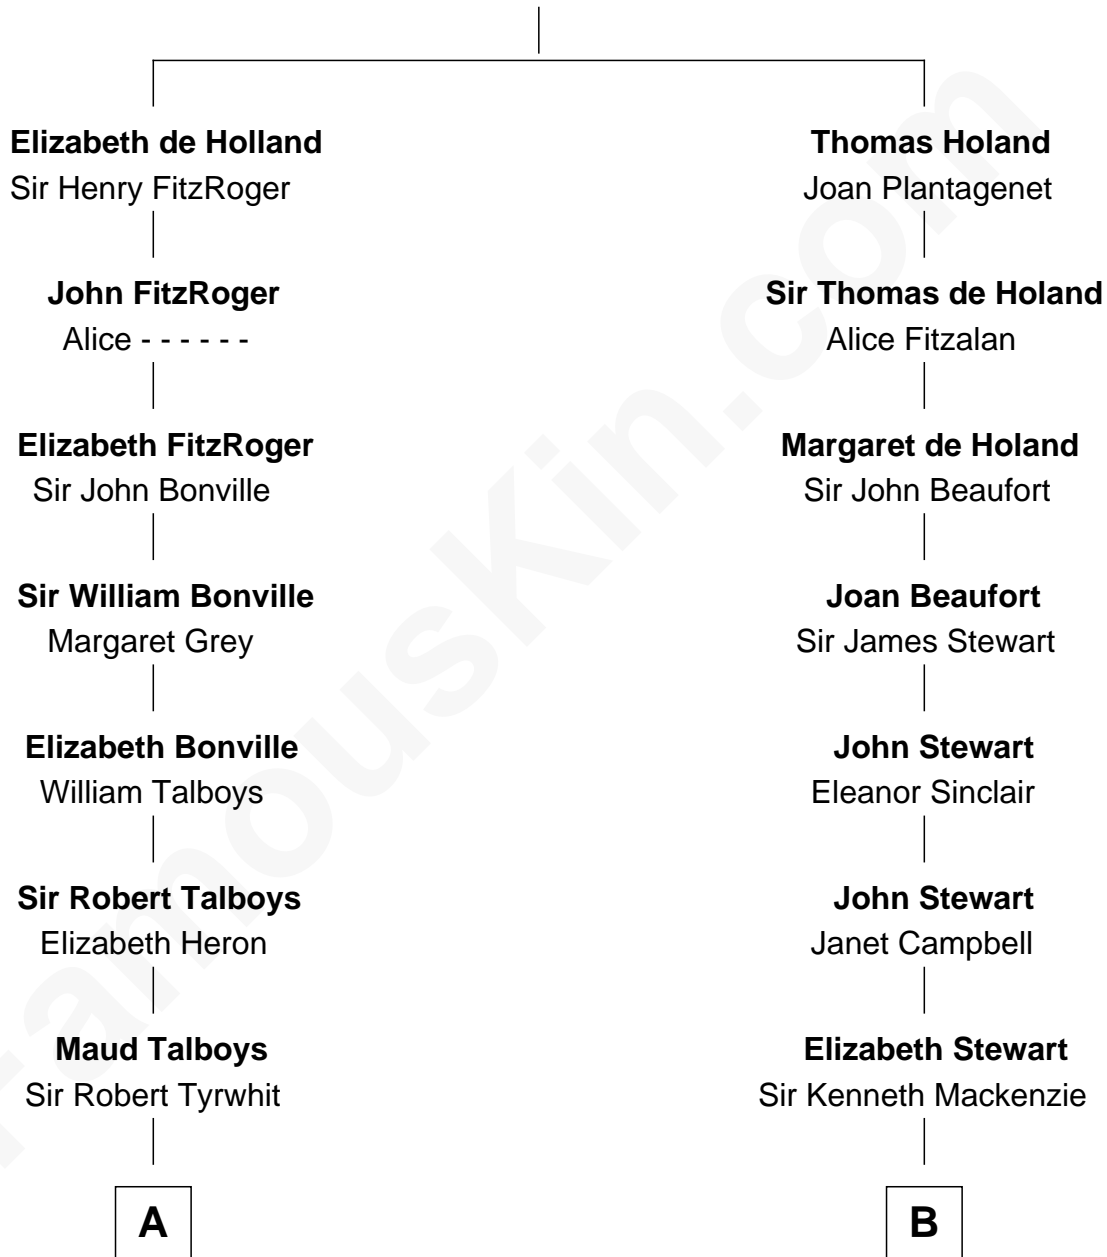 Elizabeth de Holland
Sir Henry FitzRoger
John FitzRoger
Alice - - - - - -
Elizabeth FitzRoger
Sir John Bonville
Sir William Bonville
Margaret Grey
Elizabeth Bonville
William Talboys
Sir Robert Talboys
Elizabeth Heron
Maud Talboys
Sir Robert Tyrwhit
A
Thomas Holand
Joan Plantagenet
Sir Thomas de Holand
Alice Fitzalan
Margaret de Holand
Sir John Beaufort
Joan Beaufort
Sir James Stewart
John Stewart
Eleanor Sinclair
John Stewart
Janet Campbell
Elizabeth Stewart
Sir Kenneth Mackenzie
B
FamousKin.com